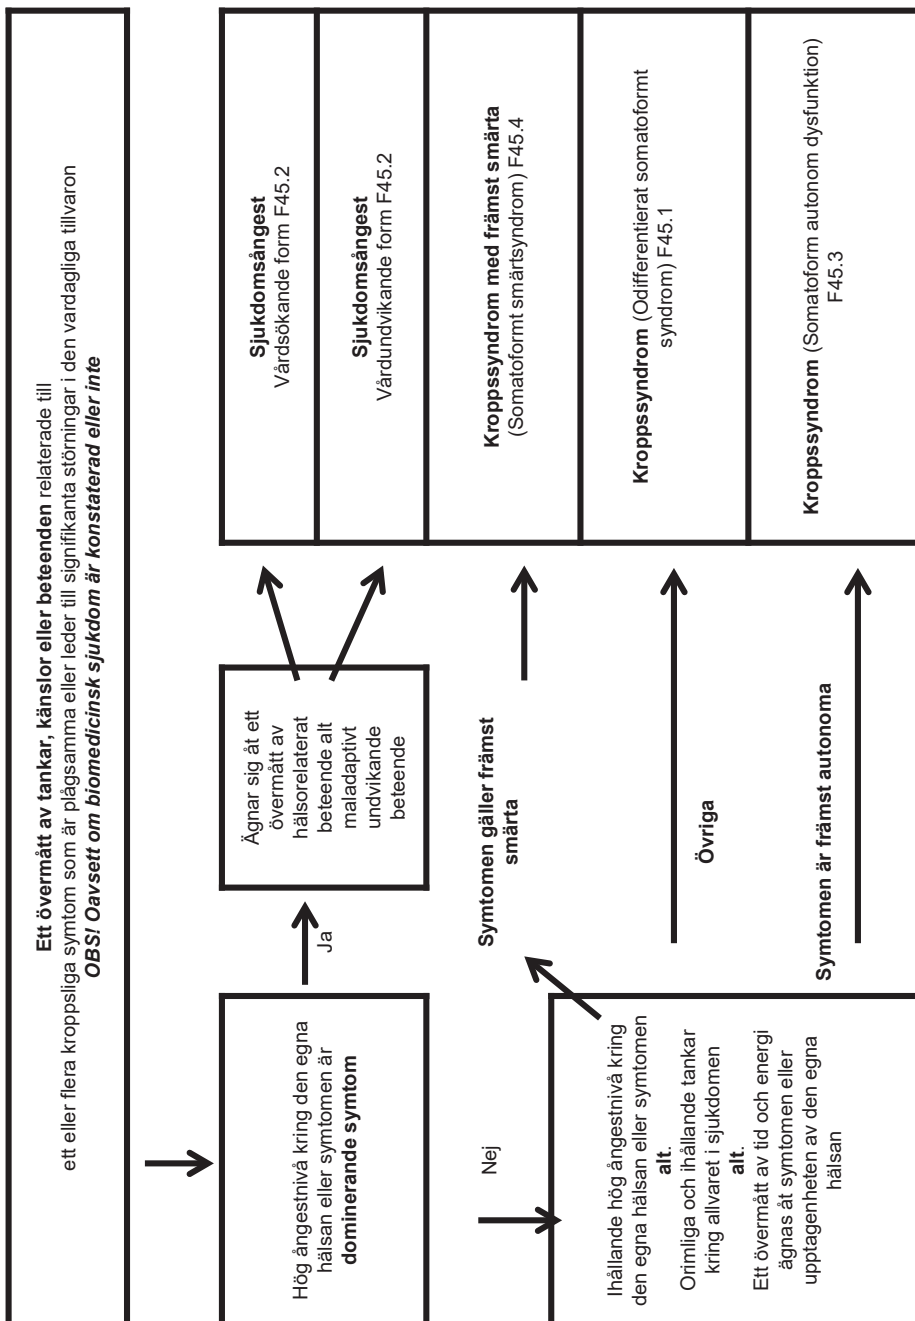 Ett övermått av tankar, känslor eller beteenden relaterade till
ett eller flera kroppsliga symtom som är plågsamma eller leder till signifikanta störningar i den vardagliga tillvaron
OBS! Oavsett om biomedicinsk sjukdom är konstaterad eller inte
Hög ångestnivå kring den egna
hälsan eller symtomen är
dominerande symtom
Ja
Ägnar sig åt ett
övermått av
hälsorelaterat
beteende alt
maladaptivt
undvikande
beteende
Sjukdomsångest
Vårdsökande form F45.2
Sjukdomsångest
Vårdundvikande form F45.2
Nej
Ihållande hög ångestnivå kring
den egna hälsan eller symtomen
alt.
Orimliga och ihållande tankar
kring allvaret i sjukdomen
alt.
Ett övermått av tid och energi
ägnas åt symtomen eller
upptagenheten av den egna
hälsan
Symtomen gäller främst
smärta
Kroppssyndrom med främst smärta
(Somatoformt smärtsyndrom) F45.4
Övriga
Kroppssyndrom (Odifferentierat somatoformt
syndrom) F45.1
Symtomen är främst autonoma
Kroppssyndrom (Somatoform autonom dysfunktion)
F45.3